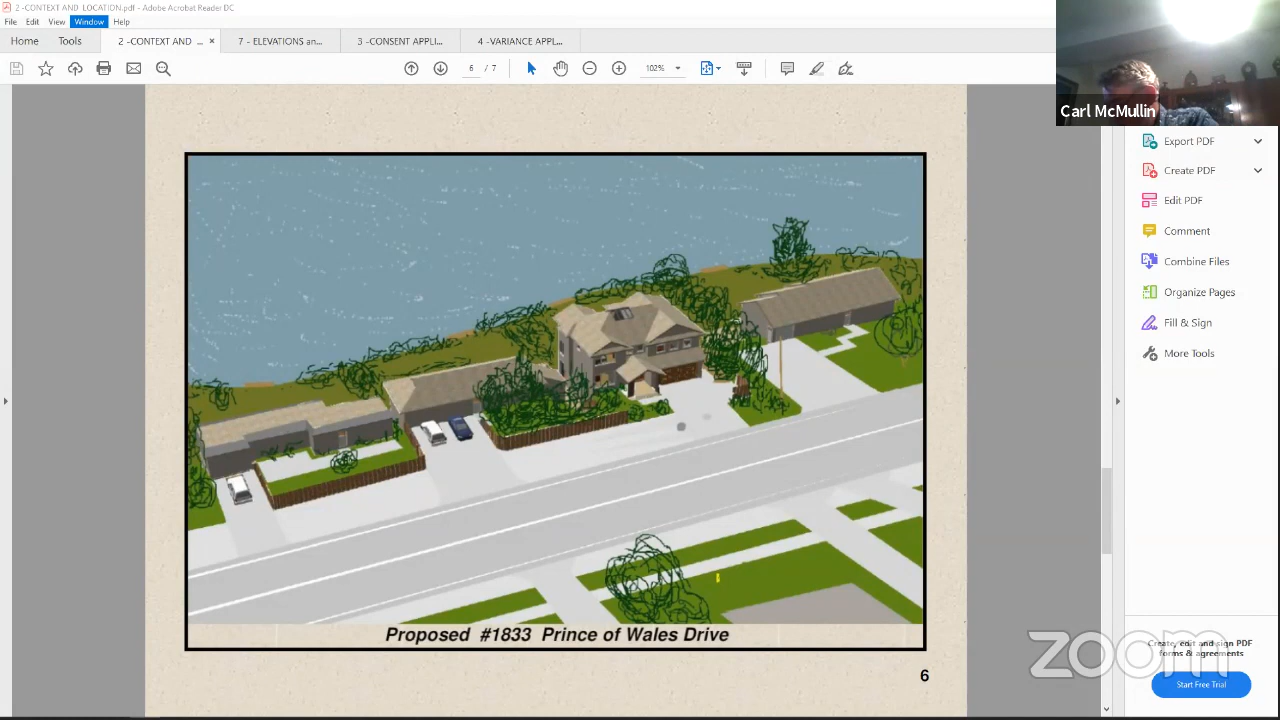 2 -CONTEXT AND LOCATION.pdf - Adobe Acrobat Reader DC
File Edit View Window Help
Home Tools 2 -CONTEXT AND ... × 7 - ELEVATIONS an... 3 -CONSENT APPLI... 4 -VARIANCE APPL...
6 / 7 102%
Carl McMullin
Export PDF
Create PDF
Edit PDF
Comment
Combine Files
Organize Pages
Fill & Sign
More Tools
Proposed #1833 Prince of Wales Drive
6
Create, edit and sign PDF
forms & agreements
Start Free Trial
zoom